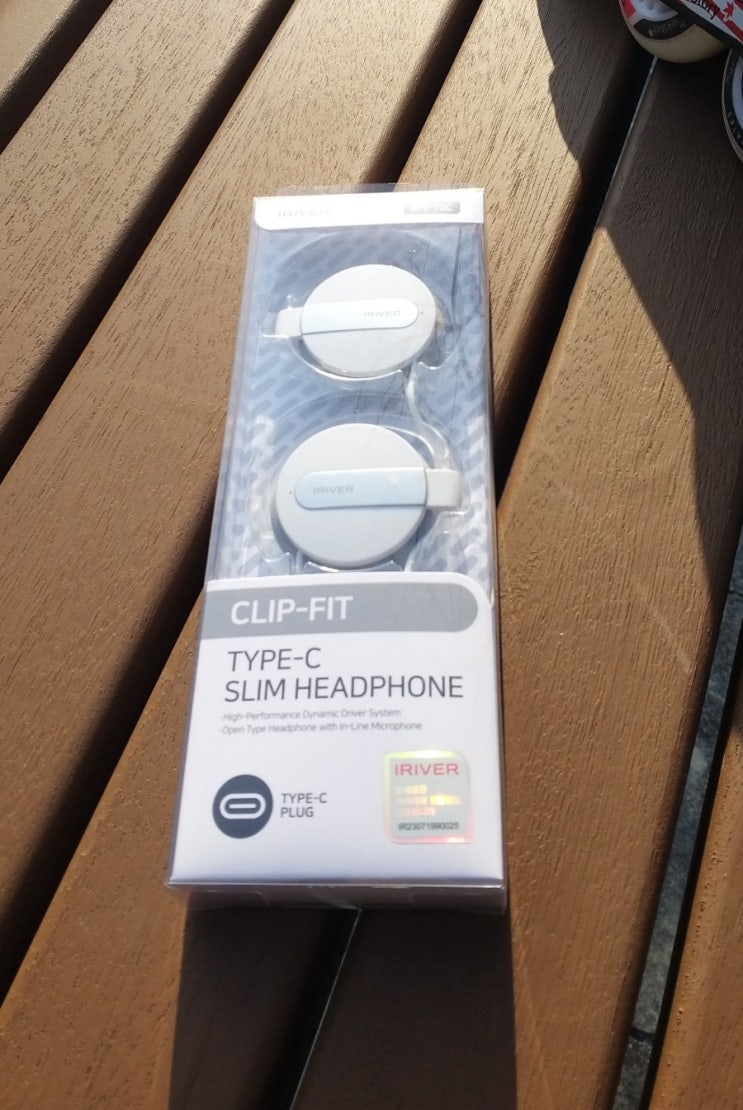 IRIVER
IRIVER
IRIVER
CLIP-FIT
TYPE-C
SLIM HEADPHONE
·High-Performance Dynamic Driver System
·Open Type Headphone with In-Line Microphone
TYPE-C
PLUG
IRIVER
IR23071990025